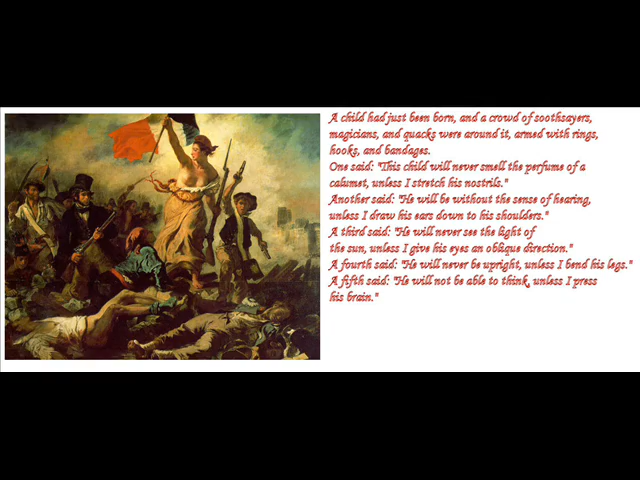 A child had just been born, and a crowd of soothsayers,
magicians, and quacks were around it, armed with rings,
hooks, and bandages.
One said: "This child will never smell the perfume of a
calumet, unless I stretch his nostrils."
Another said: "He will be without the sense of hearing,
unless I draw his ears down to his shoulders."
A third said: "He will never see the light of
the sun, unless I give his eyes an oblique direction."
A fourth said: "He will never be upright, unless I bend his legs."
A fifth said: "He will not be able to think, unless I press
his brain."